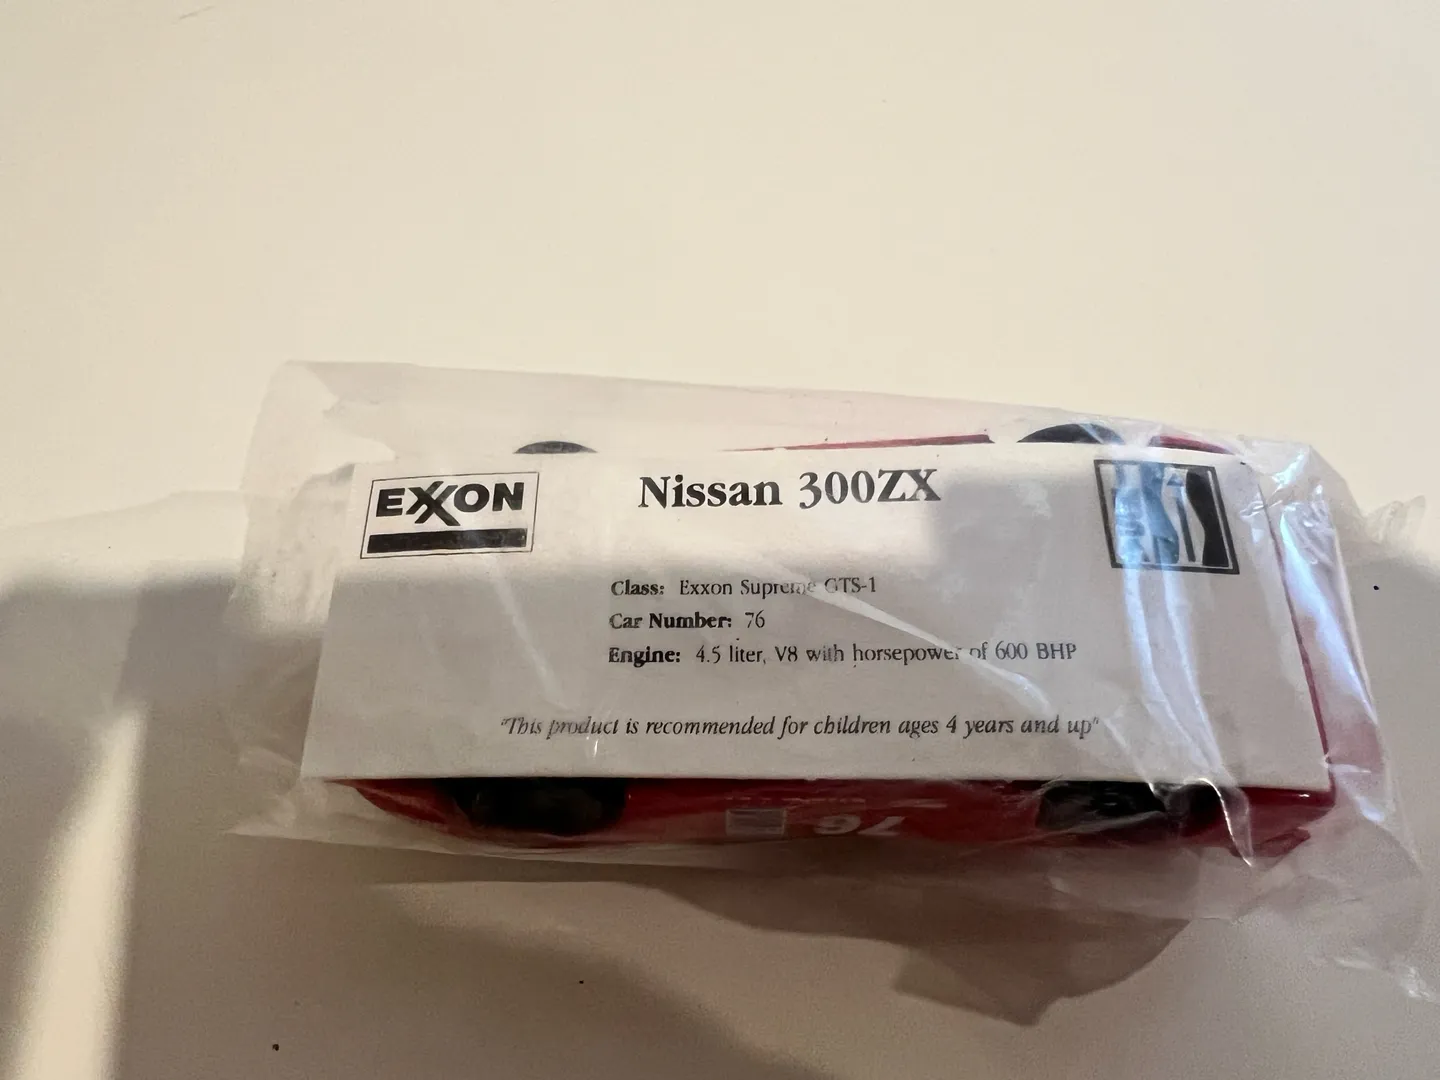 EXXON
Nissan 300ZX
Class: Exxon Supreme GTS-1
Car Number: 76
Engine: 4.5 liter, V8 with horsepower of 600 BHP
"This product is recommended for children ages 4 years and up"
76